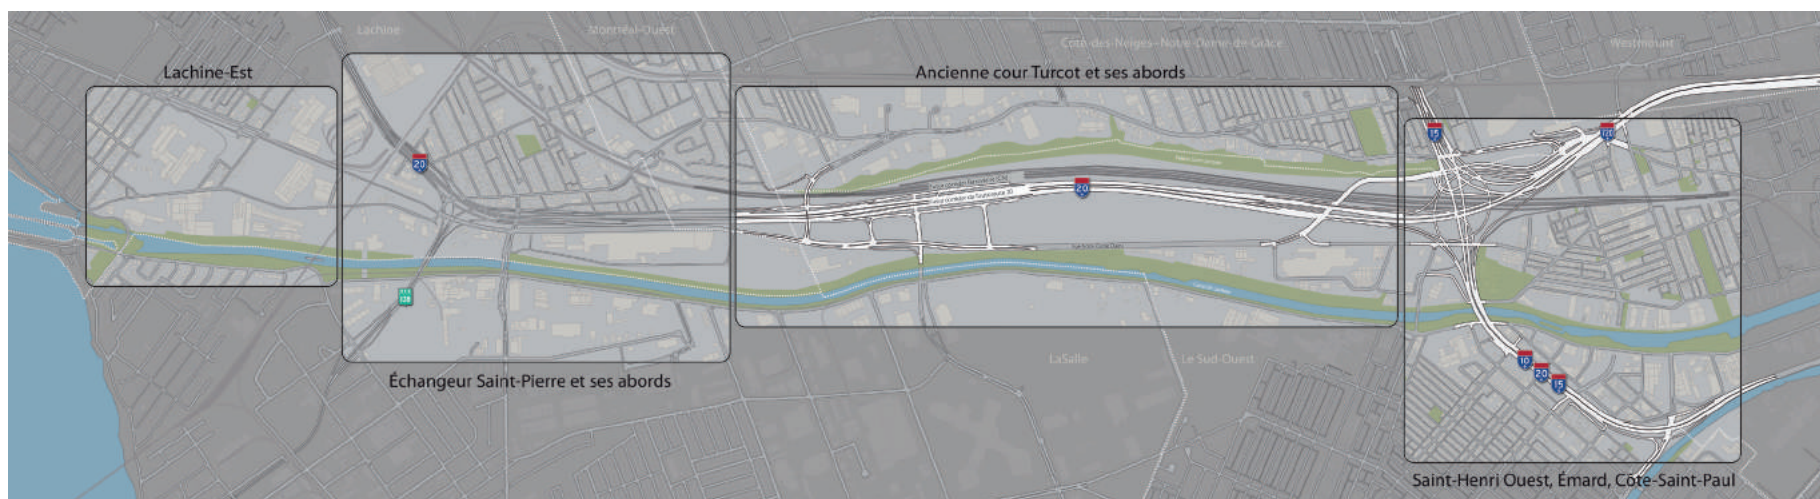 Lachine
Montréal-Ouest
Côte-des-Neiges–Notre-Dame-de-Grâce
Westmount
Lachine-Est
Ancienne cour Turcot et ses abords
15
720
20
20
LaSalle
Le Sud-Ouest
10
20
15
Échangeur Saint-Pierre et ses abords
Saint-Henri Ouest, Émard, Côte-Saint-Paul